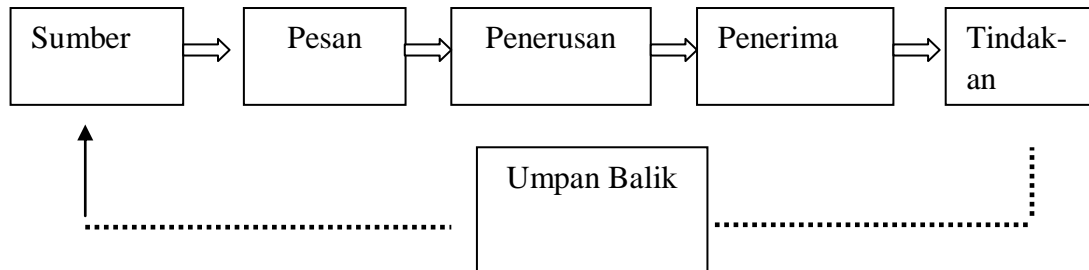 Sumber
Pesan
Penerusan
Penerima
Tindak-
an
Umpan Balik